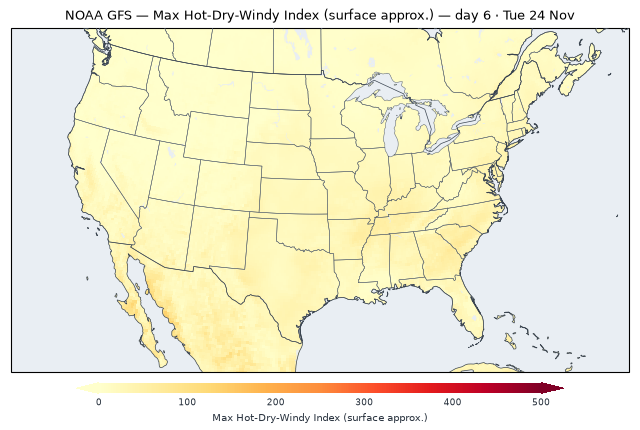 NOAA GFS — Max Hot-Dry-Windy Index (surface approx.) — day 6 · Tue 24 Nov
0 100 200 300 400 500
Max Hot-Dry-Windy Index (surface approx.)